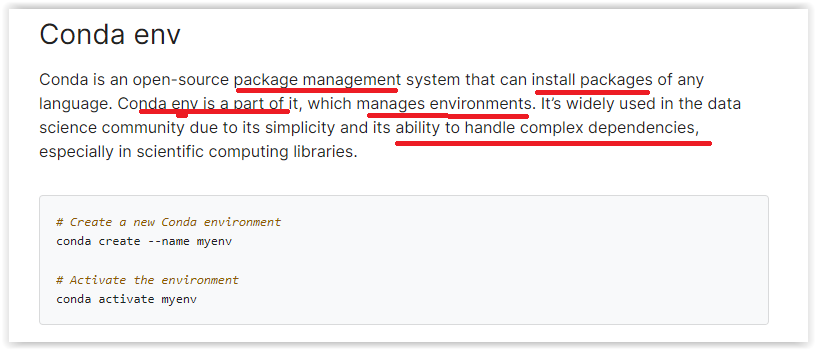 Conda env
Conda is an open-source package management system that can install packages of any
language. Conda env is a part of it, which manages environments. It’s widely used in the data
science community due to its simplicity and its ability to handle complex dependencies,
especially in scientific computing libraries.
# Create a new Conda environment
conda create --name myenv
# Activate the environment
conda activate myenv